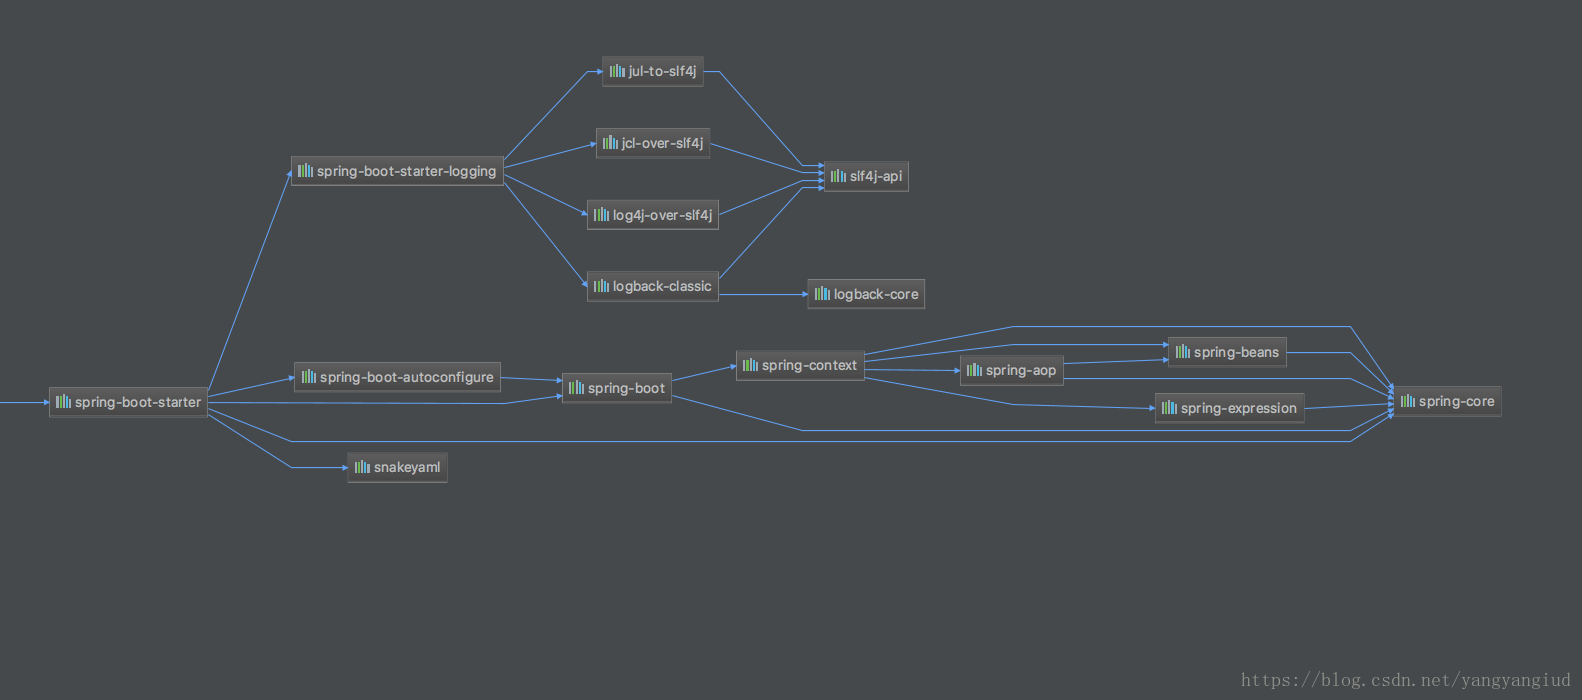 jul-to-slf4j
jcl-over-slf4j
spring-boot-starter-logging
slf4j-api
log4j-over-slf4j
logback-classic
logback-core
spring-beans
spring-context
spring-aop
spring-boot-autoconfigure
spring-boot
spring-boot-starter
spring-core
spring-expression
snakeyaml
https://blog.csdn.net/yangyangiud